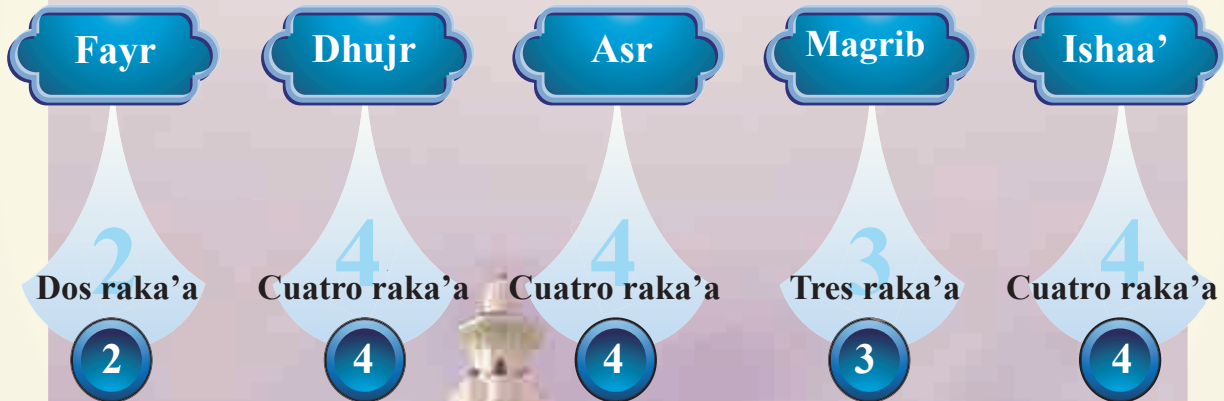 Fayr Dhujr Asr Magrib Ishaa’
2 4 4 3 4
Dos raka’a Cuatro raka’a Cuatro raka’a Tres raka’a Cuatro raka’a
2 4 4 3 4